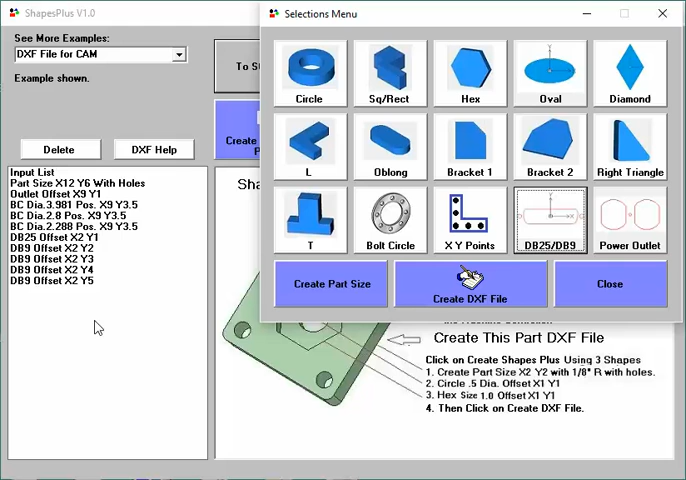 ShapesPlus V1.0
See More Examples:
DXF File for CAM
Example shown.
To S
Create
P
Delete
DXF Help
Input List
Part Size X12 Y6 With Holes
Outlet Offset X9 Y1
BC Dia.3.981 Pos. X9 Y3.5
BC Dia.2.8 Pos. X9 Y3.5
BC Dia.2.288 Pos. X9 Y3.5
DB25 Offset X2 Y1
DB9 Offset X2 Y2
DB9 Offset X2 Y3
DB9 Offset X2 Y4
DB9 Offset X2 Y5
Sha
Selections Menu
Circle
Sq/Rect
Hex
Oval
Diamond
L
Oblong
Bracket 1
Bracket 2
Right Triangle
T
Bolt Circle
X Y Points
DB25/DB9
Power Outlet
Create Part Size
Create DXF File
Close
Create This Part DXF File
Click on Create Shapes Plus Using 3 Shapes
1. Create Part Size X2 Y2 with 1/8" R with holes.
2. Circle .5 Dia. Offset X1 Y1
3. Hex Size 1.0 Offset X1 Y1
4. Then Click on Create DXF File.